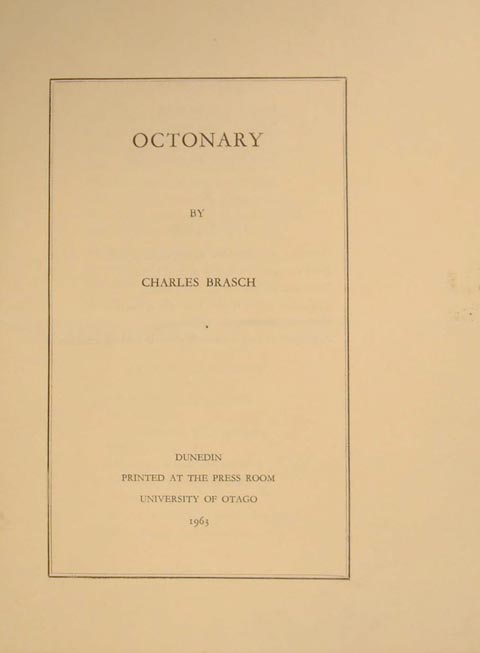 OCTONARY
BY
CHARLES BRASCH
DUNEDIN
PRINTED AT THE PRESS ROOM
UNIVERSITY OF OTAGO
1963